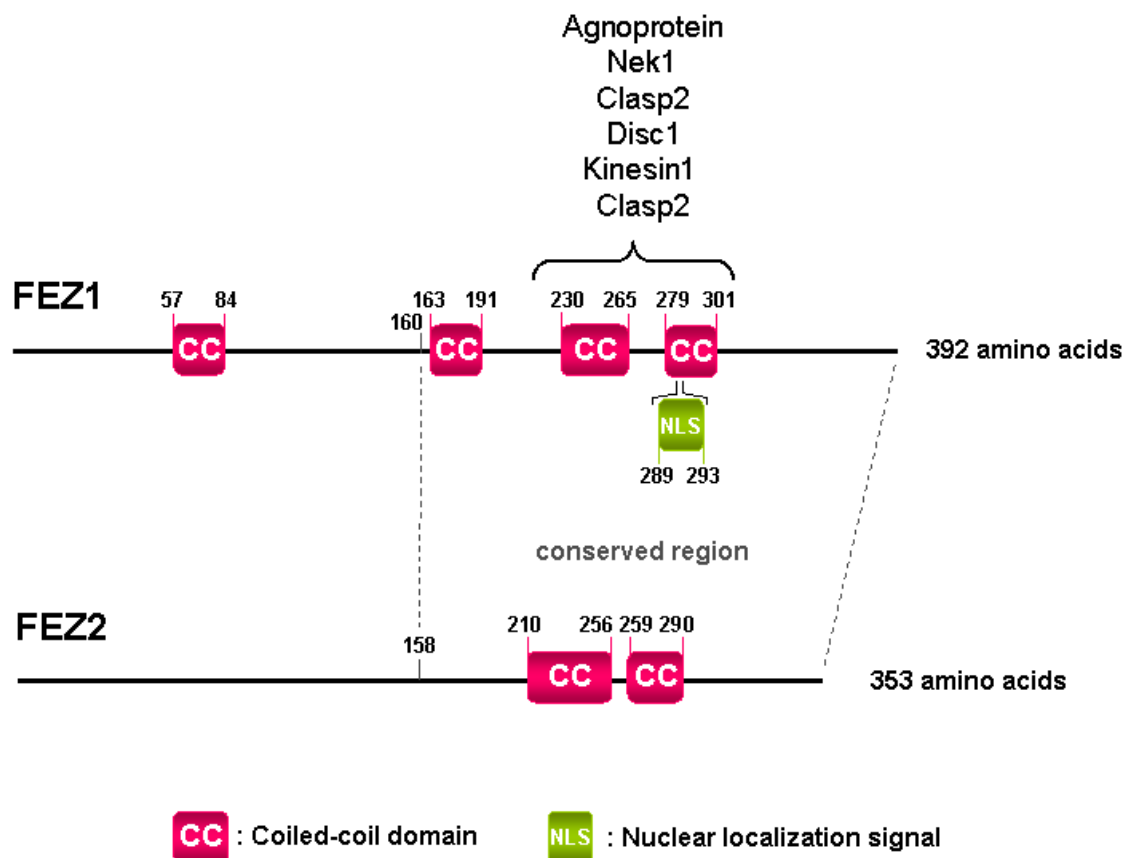 Agnoprotein
Nek1
Clasp2
Disc1
Kinesin1
Clasp2
FEZ1
57 84 160 163 191 230 265 279 301
CC CC CC CC
392 amino acids
NLS
289 293
conserved region
FEZ2
158 210 256 259 290
CC CC
353 amino acids
CC : Coiled-coil domain
NLS : Nuclear localization signal